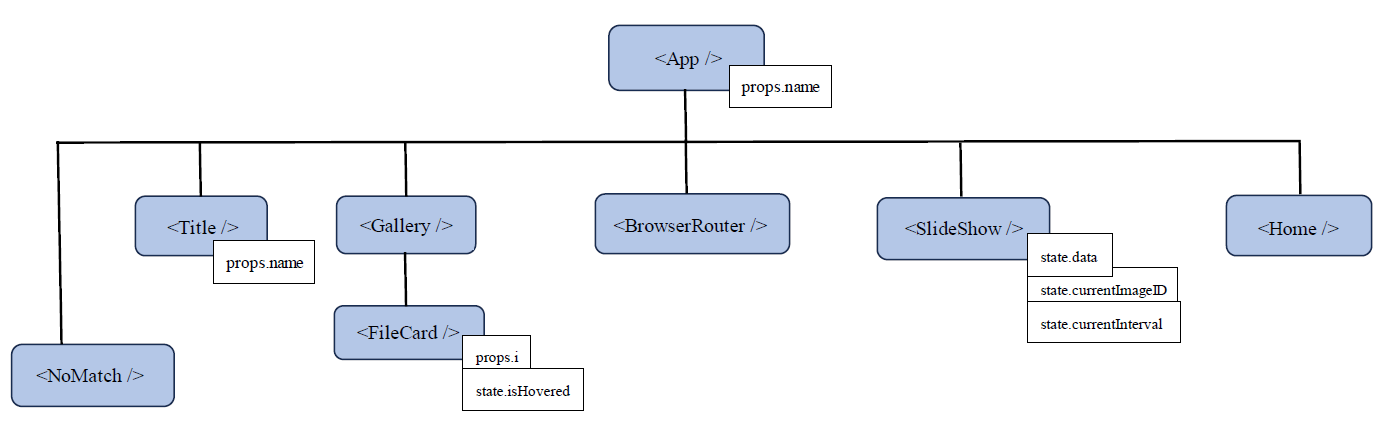 <App />
props.name
<Title />
props.name
<Gallery />
<BrowserRouter />
<SlideShow />
state.data
state.currentImageID
state.currentInterval
<Home />
<FileCard />
props.i
state.isHovered
<NoMatch />